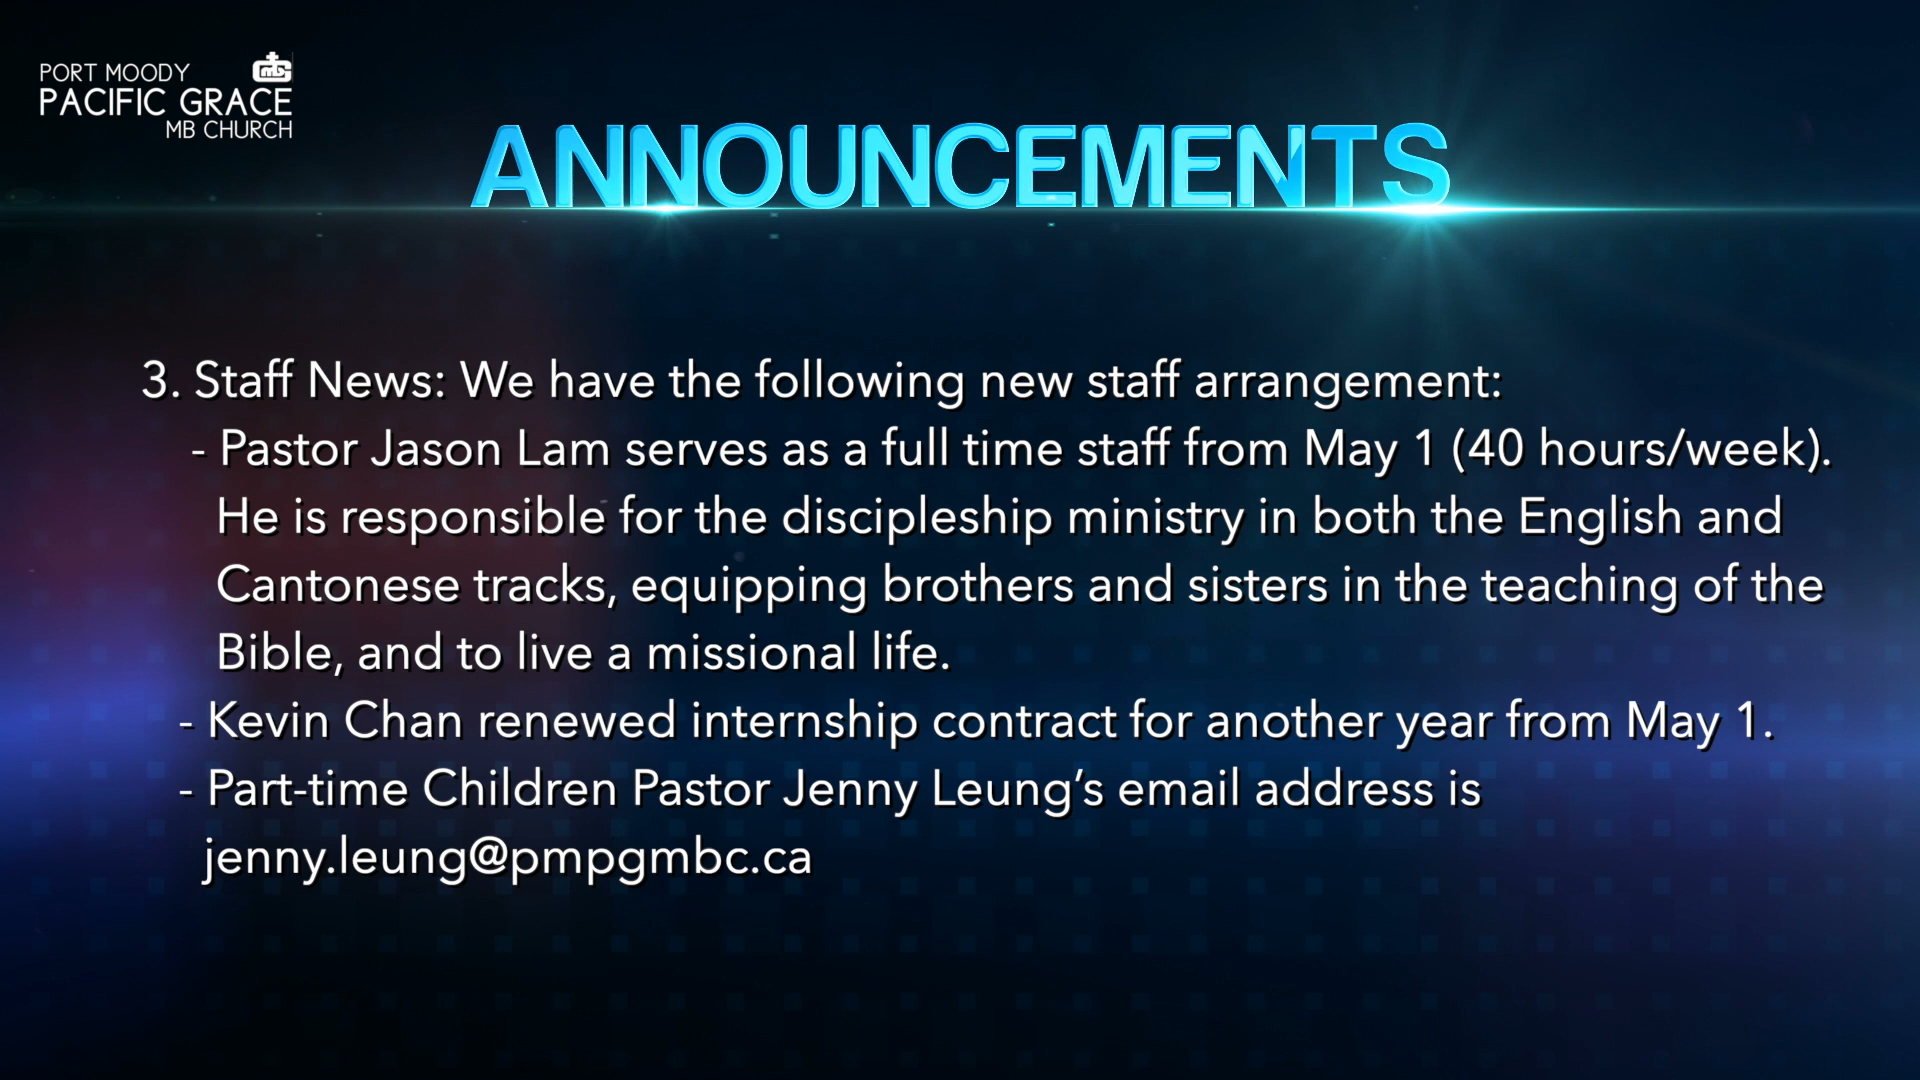 PORT MOODY
PACIFIC GRACE
MB CHURCH
ANNOUNCEMENTS
3. Staff News: We have the following new staff arrangement:
- Pastor Jason Lam serves as a full time staff from May 1 (40 hours/week).
He is responsible for the discipleship ministry in both the English and
Cantonese tracks, equipping brothers and sisters in the teaching of the
Bible, and to live a missional life.
- Kevin Chan renewed internship contract for another year from May 1.
- Part-time Children Pastor Jenny Leung’s email address is
jenny.leung@pmpgmbc.ca